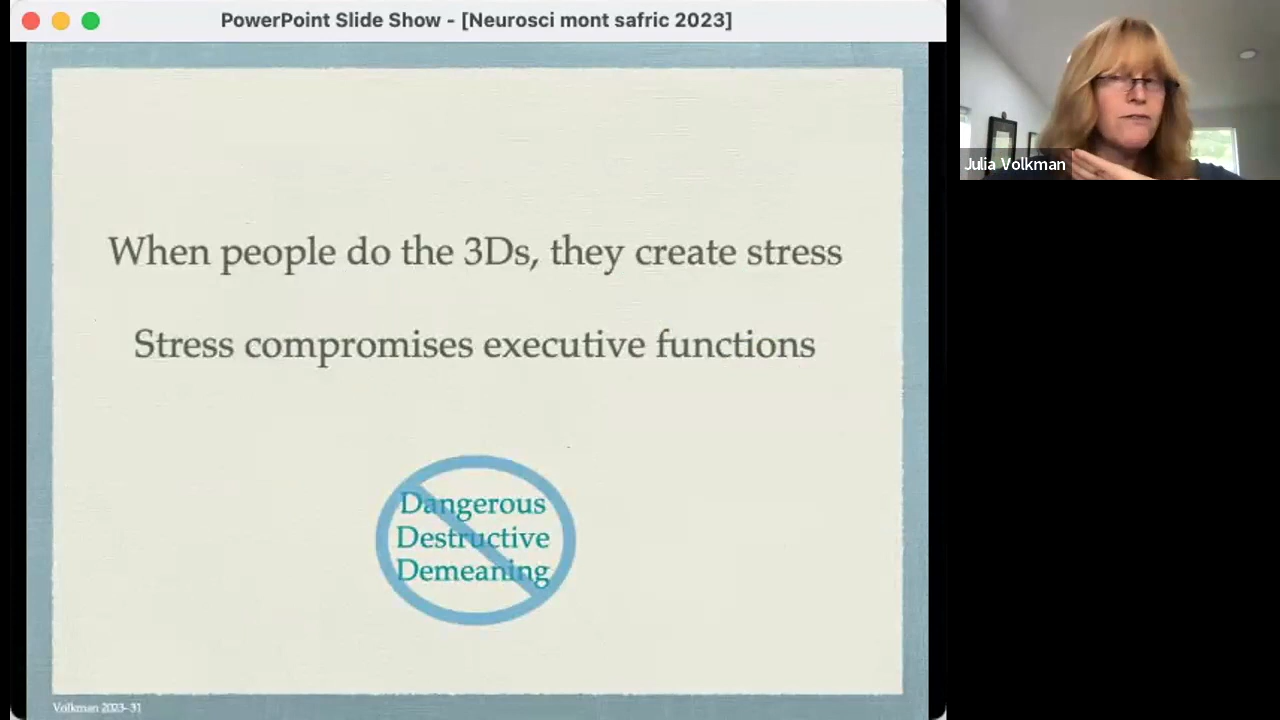 PowerPoint Slide Show - [Neurosci mont safric 2023]
Julia Volkman
When people do the 3Ds, they create stress
Stress compromises executive functions
Dangerous
Destructive
Demeaning
Volkman 2023-31